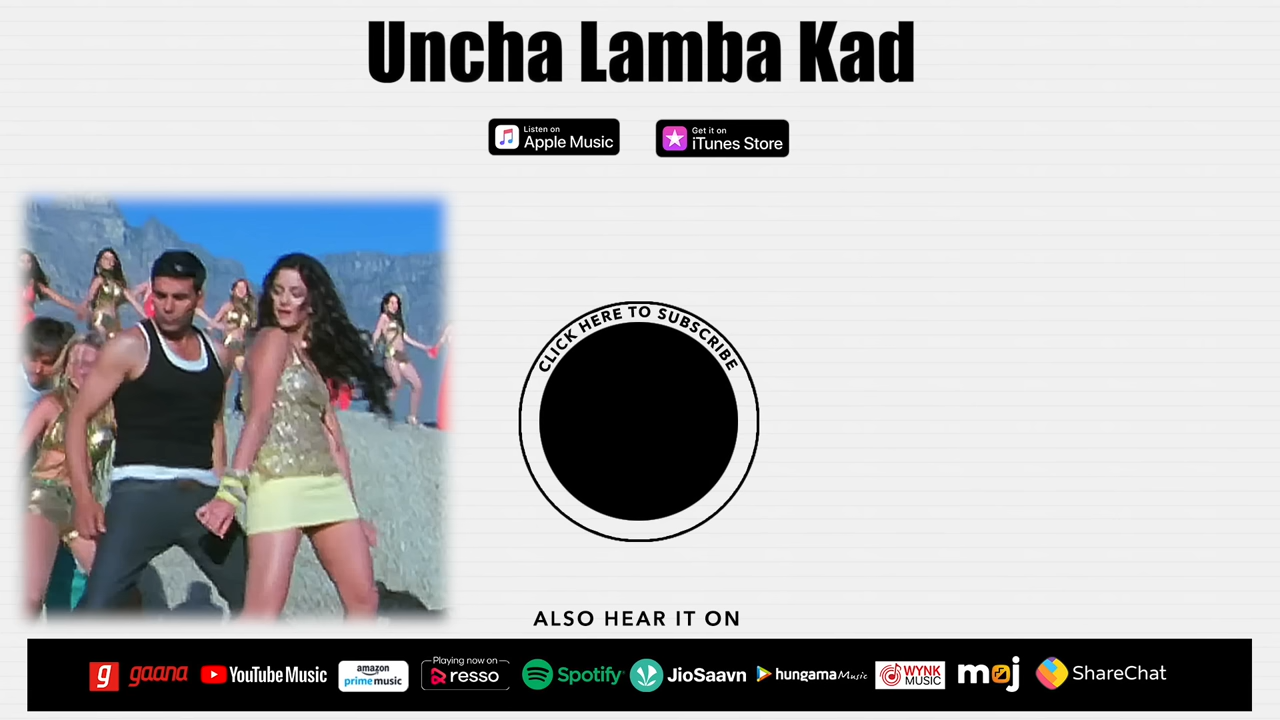 Uncha Lamba Kad
Listen on
Apple Music
Get it on
iTunes Store
CLICK HERE TO SUBSCRIBE
ALSO HEAR IT ON
g gaana
YouTube Music
amazon
prime music
Playing now on
resso
Spotify
JioSaavn
hungama Music
WYNK
MUSIC
moj
ShareChat